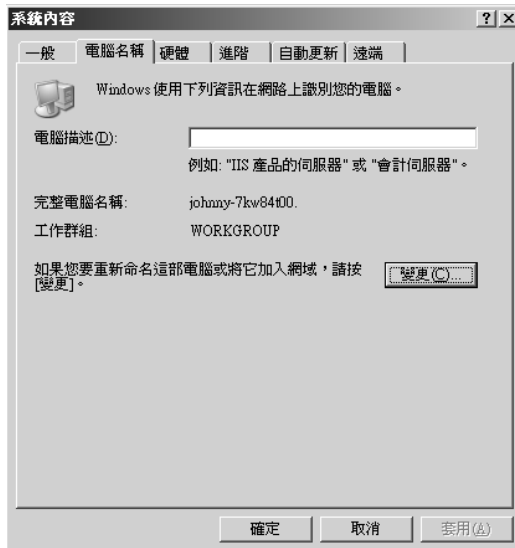 系統內容
一般 電腦名稱 硬體 進階 自動更新 遠端
Windows 使用下列資訊在網路上識別您的電腦。
電腦描述(D):
例如: "IIS 產品的伺服器" 或 "會計伺服器"。
完整電腦名稱: johnny-7kw84t00.
工作群組: WORKGROUP
如果您要重新命名這部電腦或將它加入網域，請按
[變更]。
變更(C)...
確定 取消 套用(A)